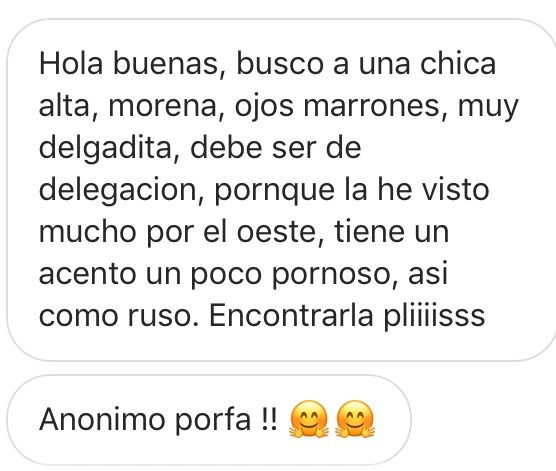 Hola buenas, busco a una chica
alta, morena, ojos marrones, muy
delgadita, debe ser de
delegacion, pornque la he visto
mucho por el oeste, tiene un
acento un poco pornoso, asi
como ruso. Encontrarla pliiiisss
Anonimo porfa !! 🤗🤗